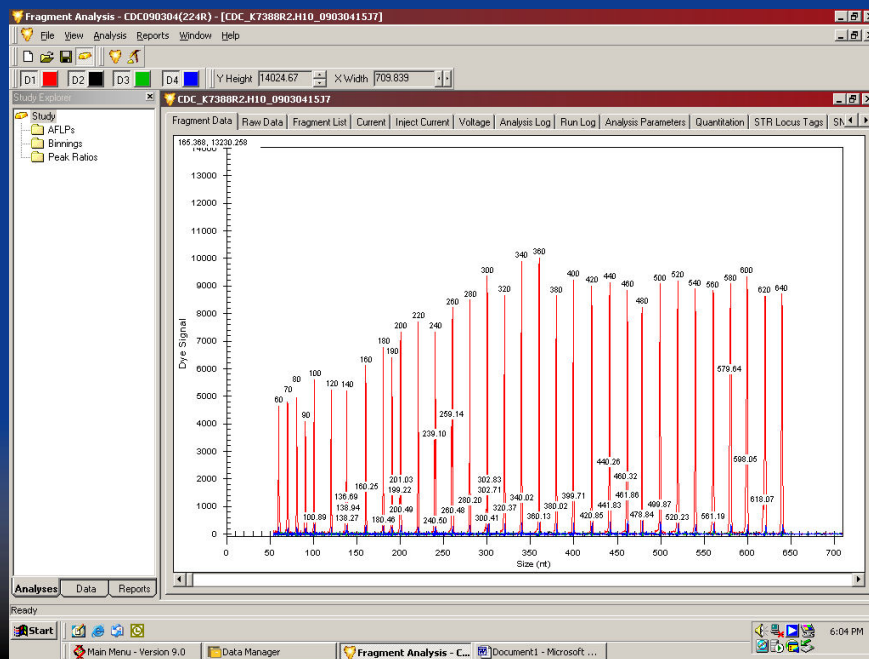 Fragment Analysis - CDC090304(224R) - [CDC_K7388R2.H10_09030415J7]
File View Analysis Reports Window Help
D1 D2 D3 D4 Y Height 14024.67 X Width 709.839
Study Explorer
CDC_K7388R2.H10_09030415J7
Study
AFLPs
Binnings
Peak Ratios
Fragment Data Raw Data Fragment List Current Inject Current Voltage Analysis Log Run Log Analysis Parameters Quantitation STR Locus Tags
165.368, 13230.258
14000
13000
12000
11000
10000
9000
8000
7000
6000
5000
4000
3000
2000
1000
0
Dye Signal
60 70 80 90 100 120 140 160 180 190 200 220 240 260 280 300 320 340 360 380 400 420 440 460 480 500 520 540 560 580 600 620 640
579.64
259.14
239.10
440.26
598.05
201.03 302.83 460.32
136.69 160.25 199.22 302.71 340.02 399.71 461.86 618.07
138.94 200.49 260.48 280.20 320.37 380.02 441.83 499.87
100.89 138.27 180.46 240.50 300.41 360.13 420.85 478.84 520.23 561.19
0 50 100 150 200 250 300 350 400 450 500 550 600 650 700
Size (nt)
Analyses Data Reports
Ready
Start 6:04 PM
Main Menu - Version 9.0 Data Manager Fragment Analysis - C... Document1 - Microsoft ...